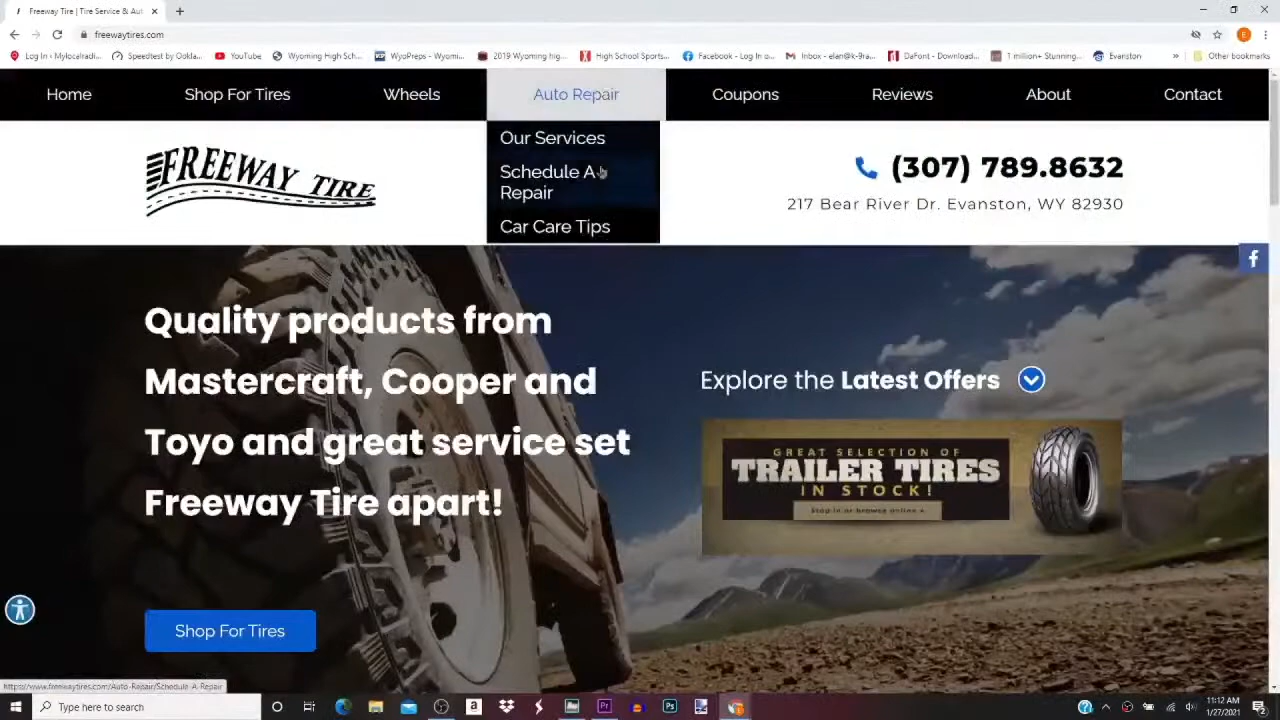 Freeway Tire | Tire Service & Aut
freewaytires.com
Log In ‹ Mylocalradi...
Speedtest by Ookla...
YouTube
Wyoming High Sch...
WyoPreps - Wyomi...
2019 Wyoming hig...
High School Sports...
Facebook - Log In o...
Inbox - elan@k-9ra...
DaFont - Download...
1 million+ Stunning...
Evanston
»
Other bookmarks
Home
Shop For Tires
Wheels
Auto Repair
Coupons
Reviews
About
Contact
Our Services
Schedule A
Repair
Car Care Tips
FREEWAY TIRE
(307) 789.8632
217 Bear River Dr. Evanston, WY 82930
Quality products from
Mastercraft, Cooper and
Toyo and great service set
Freeway Tire apart!
Explore the Latest Offers
GREAT SELECTION OF
TRAILER TIRES
IN STOCK!
Stop in or browse online
Shop For Tires
https://www.freewaytires.com/Auto-Repair/Schedule-A-Repair
Type here to search
11:12 AM
1/27/2021